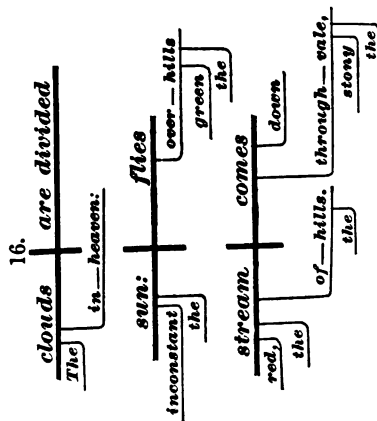 16.
clouds are divided
The
in—heaven:
sun: flies
inconstant
the
over—hills
green
the
stream comes
red,
the
of—hills.
the
down
through—vale,
stony
the